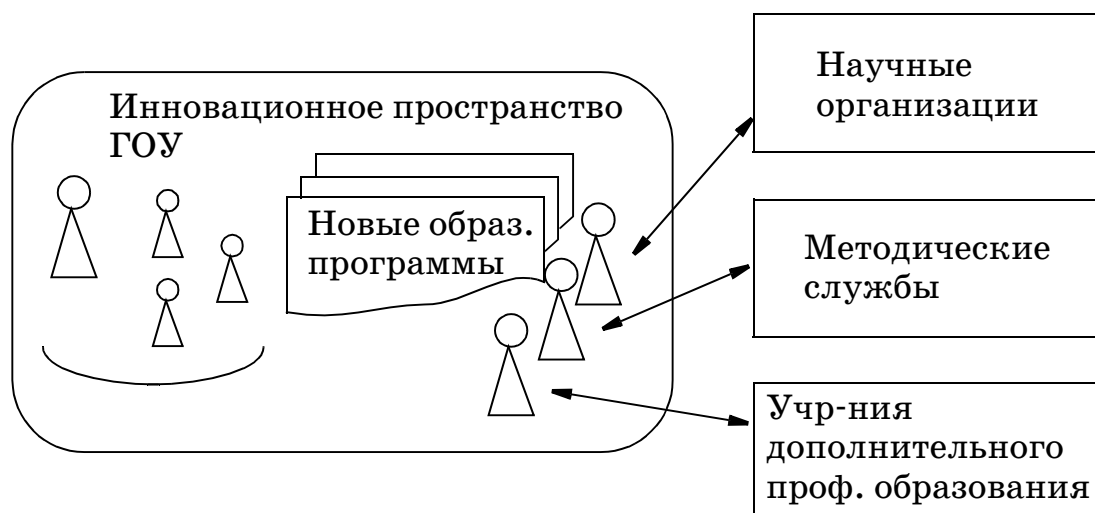 Инновационное пространство
ГОУ
Новые образ.
программы
Научные
организации
Методические
службы
Учр-ния
дополнительного
проф. образования